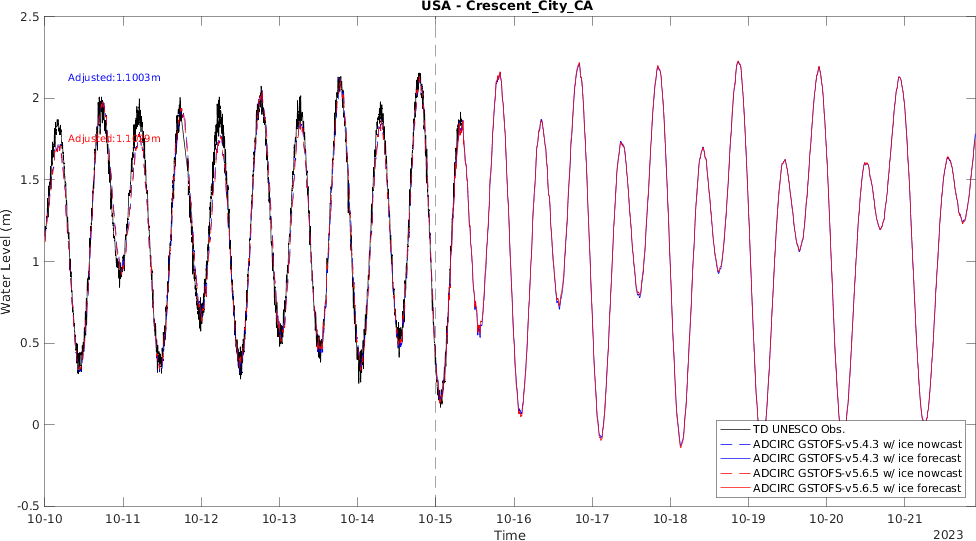 USA - Crescent_City_CA
2.5
2
1.5
1
0.5
0
-0.5
Water Level (m)
Adjusted:1.1003m
TD UNESCO Obs.
ADCIRC GSTOFS-v5.4.3 w/ ice nowcast
ADCIRC GSTOFS-v5.4.3 w/ ice forecast
ADCIRC GSTOFS-v5.6.5 w/ ice nowcast
ADCIRC GSTOFS-v5.6.5 w/ ice forecast
10-10 10-11 10-12 10-13 10-14 10-15 10-16 10-17 10-18 10-19 10-20 10-21
Time
2023